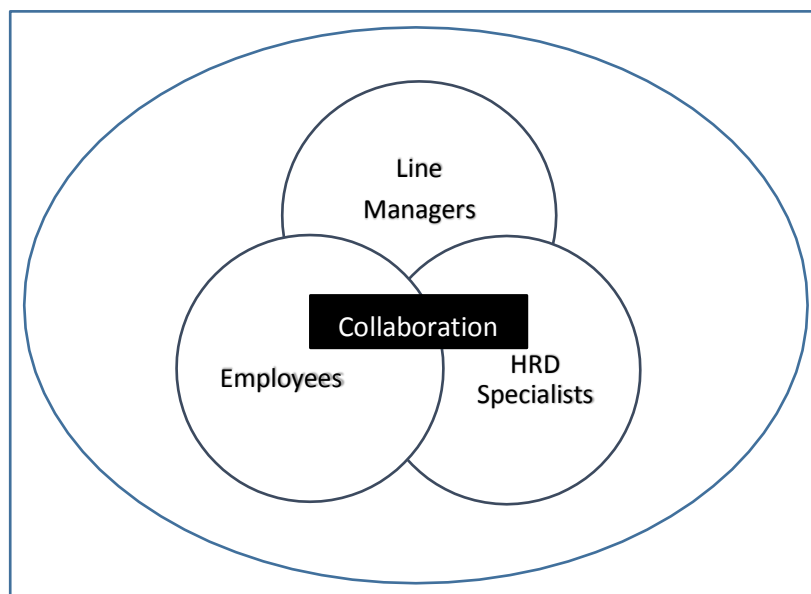 Line
Managers
Collaboration
Employees
HRD
Specialists